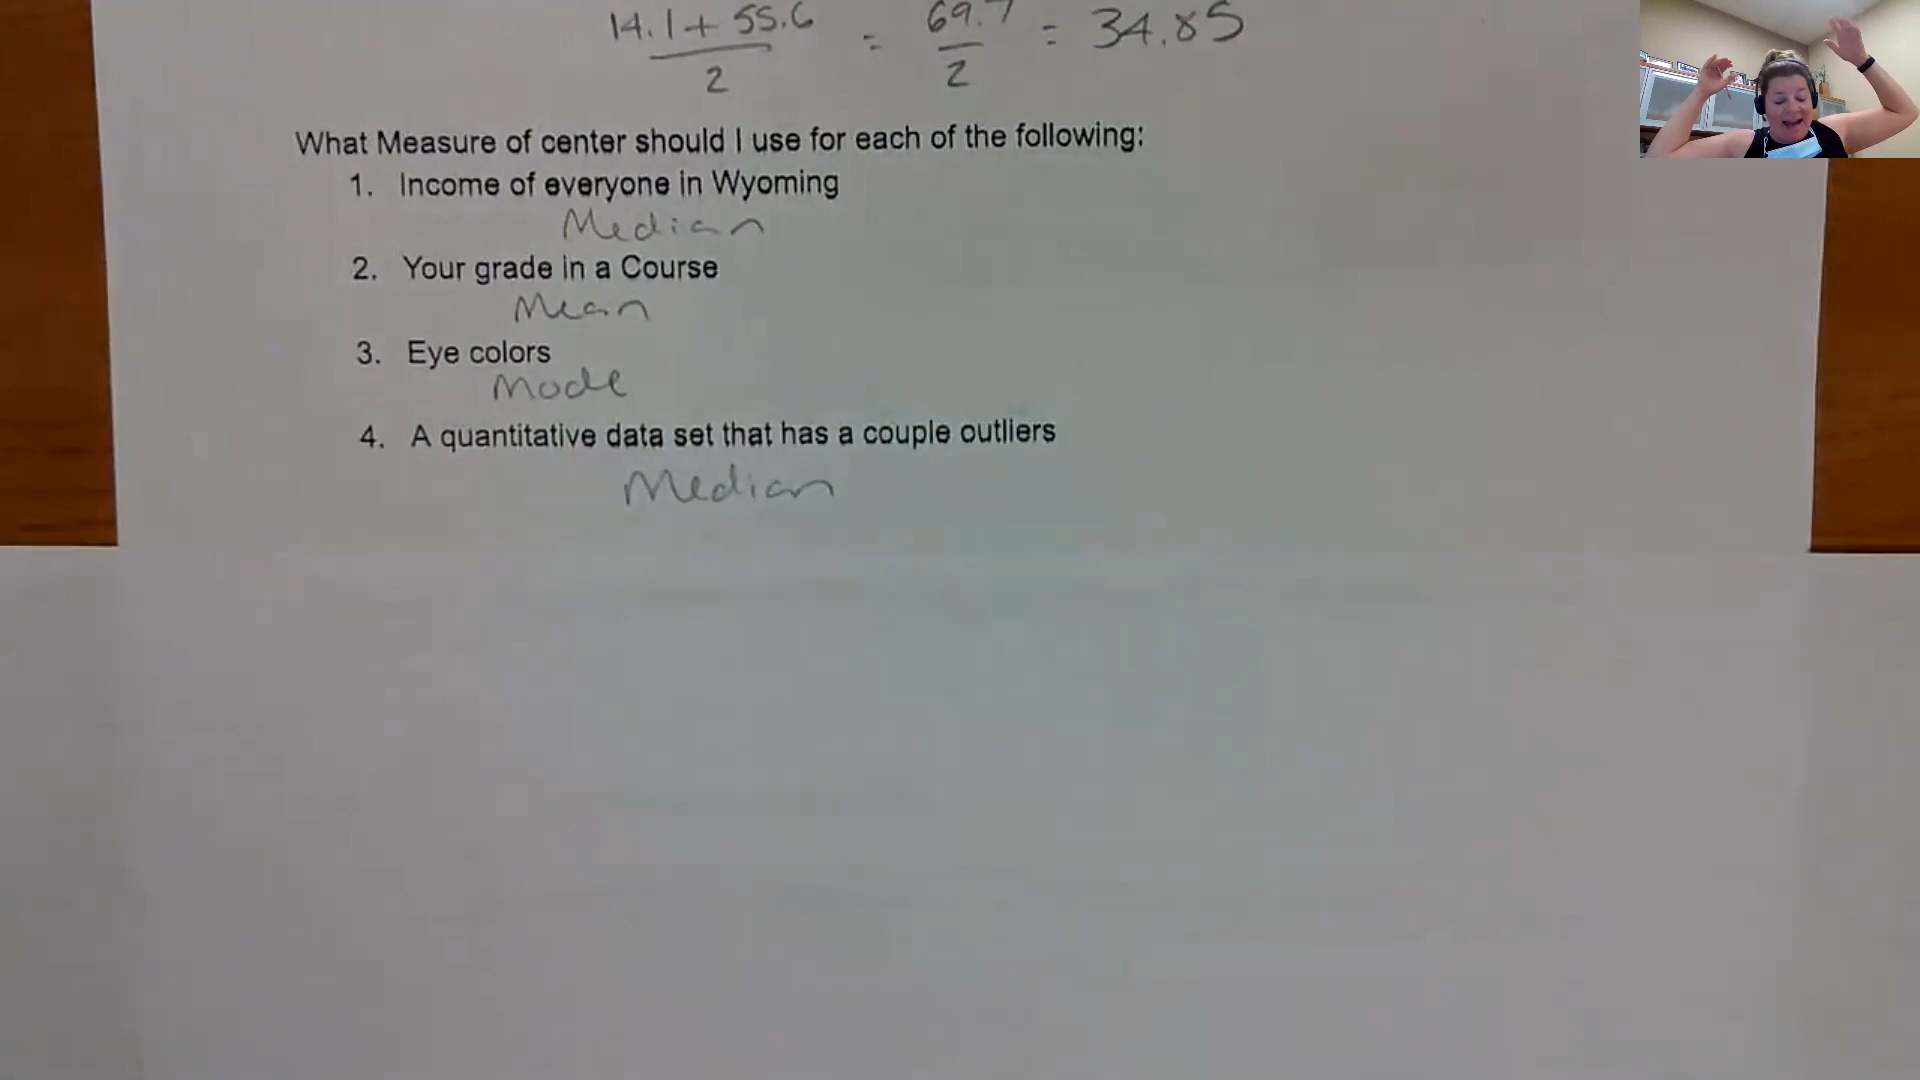 14.1 + 55.6 / 2 = 69.7 / 2 = 34.85
What Measure of center should I use for each of the following:
1. Income of everyone in Wyoming
Median
2. Your grade in a Course
Mean
3. Eye colors
Mode
4. A quantitative data set that has a couple outliers
Median